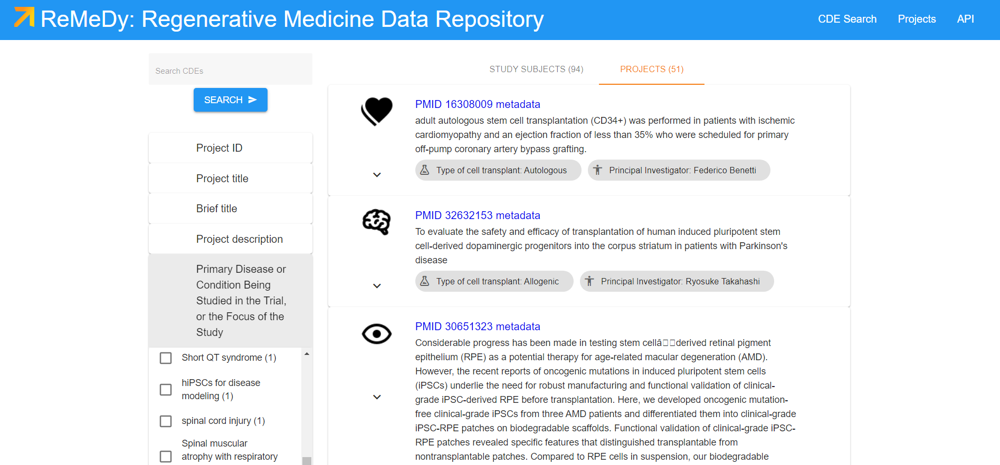 ReMeDy: Regenerative Medicine Data Repository
CDE Search
Projects
API
Search CDEs
SEARCH
Project ID
Project title
Brief title
Project description
Primary Disease or
Condition Being
Studied in the Trial,
or the Focus of the
Study
Short QT syndrome (1)
hiPSCs for disease
modeling (1)
spinal cord injury (1)
Spinal muscular
atrophy with respiratory
STUDY SUBJECTS (94)
PROJECTS (51)
PMID 16308009 metadata
adult autologous stem cell transplantation (CD34+) was performed in patients with ischemic
cardiomyopathy and an ejection fraction of less than 35% who were scheduled for primary
off-pump coronary artery bypass grafting.
Type of cell transplant: Autologous
Principal Investigator: Federico Benetti
PMID 32632153 metadata
To evaluate the safety and efficacy of transplantation of human induced pluripotent stem
cell-derived dopaminergic progenitors into the corpus striatum in patients with Parkinson's
disease
Type of cell transplant: Allogenic
Principal Investigator: Ryosuke Takahashi
PMID 30651323 metadata
Considerable progress has been made in testing stem cellâ□□derived retinal pigment
epithelium (RPE) as a potential therapy for age-related macular degeneration (AMD).
However, the recent reports of oncogenic mutations in induced pluripotent stem cells
(iPSCs) underlie the need for robust manufacturing and functional validation of clinical-
grade iPSC-derived RPE before transplantation. Here, we developed oncogenic mutation-
free clinical-grade iPSCs from three AMD patients and differentiated them into clinical-grade
iPSC-RPE patches on biodegradable scaffolds. Functional validation of clinical-grade iPSC-
RPE patches revealed specific features that distinguished transplantable from
nontransplantable patches. Compared to RPE cells in suspension, our biodegradable